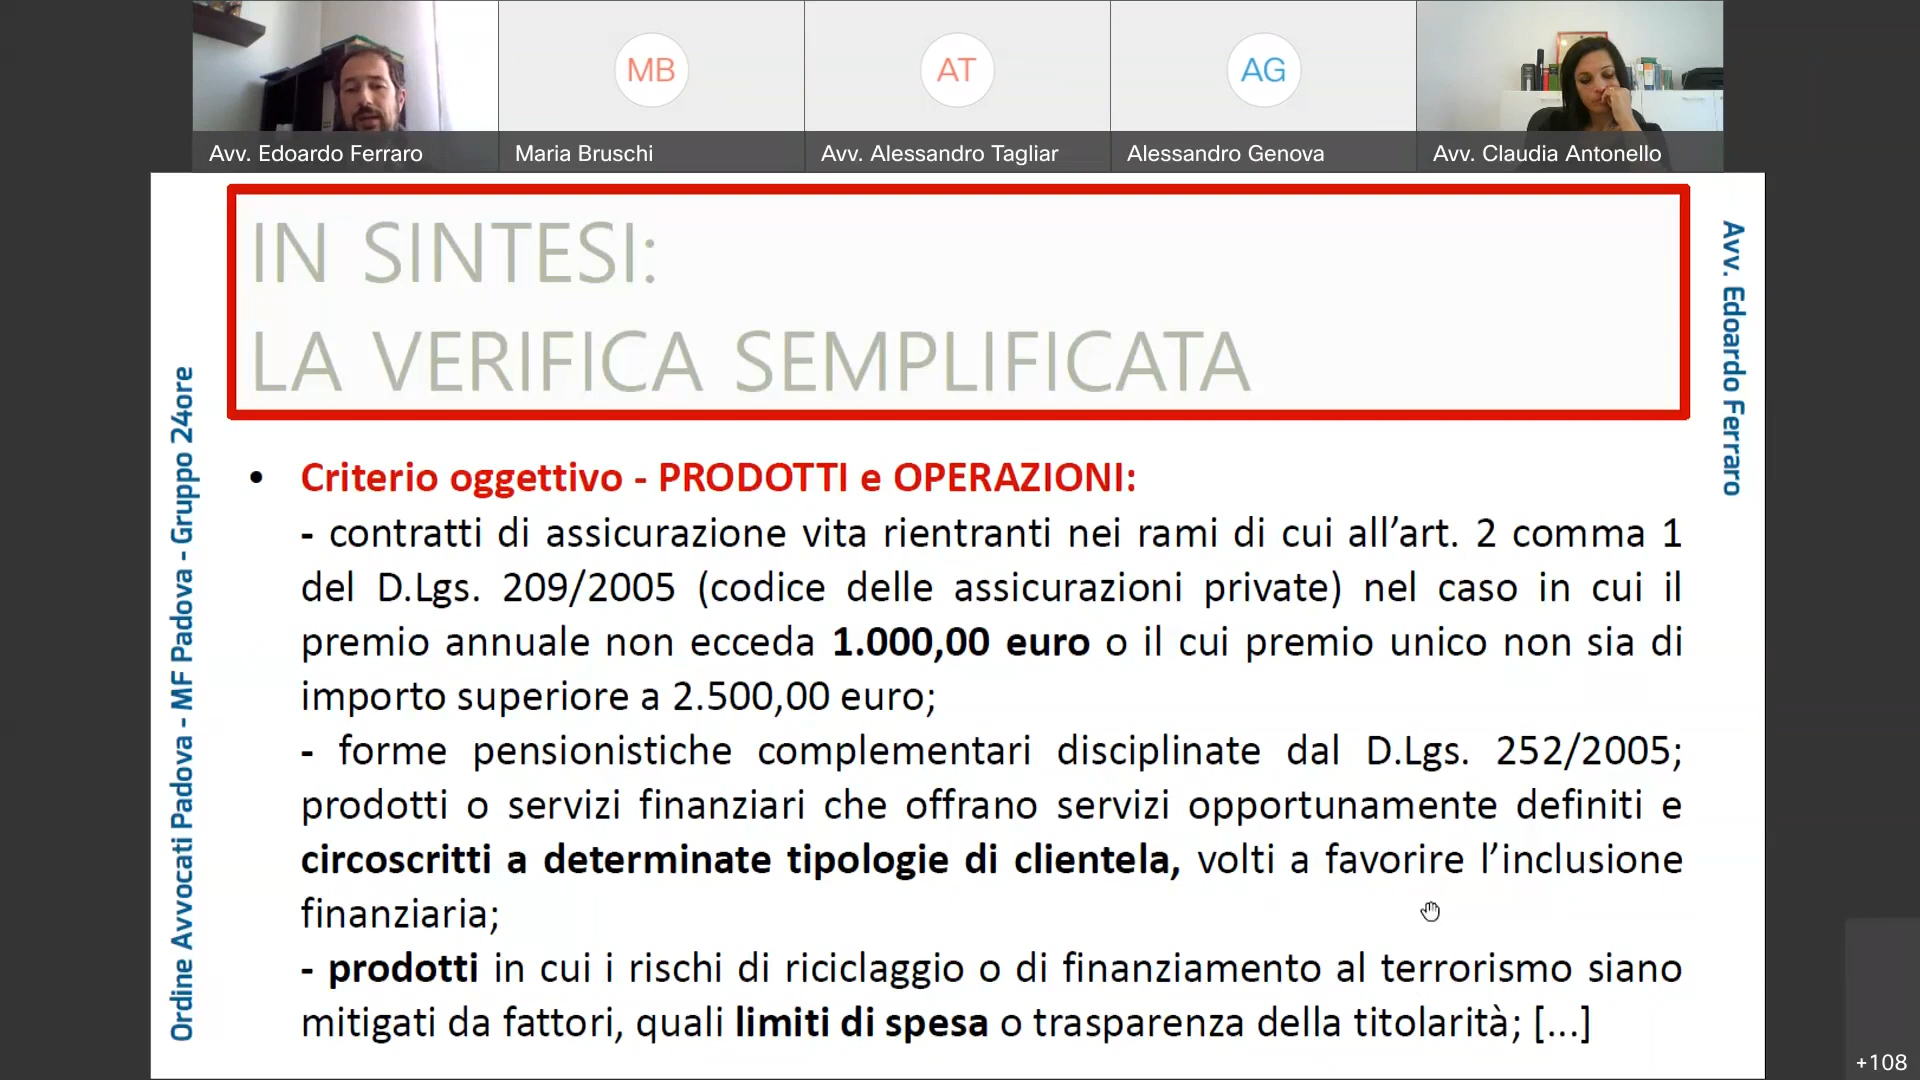 MB
AT
AG
Avv. Edoardo Ferraro
Maria Bruschi
Avv. Alessandro Tagliar
Alessandro Genova
Avv. Claudia Antonello
IN SINTESI:
LA VERIFICA SEMPLIFICATA
Avv. Edoardo Ferraro
Ordine Avvocati Padova - MF Padova - Gruppo 24ore
• Criterio oggettivo - PRODOTTI e OPERAZIONI:
- contratti di assicurazione vita rientranti nei rami di cui all’art. 2 comma 1
del D.Lgs. 209/2005 (codice delle assicurazioni private) nel caso in cui il
premio annuale non ecceda 1.000,00 euro o il cui premio unico non sia di
importo superiore a 2.500,00 euro;
- forme pensionistiche complementari disciplinate dal D.Lgs. 252/2005;
prodotti o servizi finanziari che offrano servizi opportunamente definiti e
circoscritti a determinate tipologie di clientela, volti a favorire l’inclusione
finanziaria;
- prodotti in cui i rischi di riciclaggio o di finanziamento al terrorismo siano
mitigati da fattori, quali limiti di spesa o trasparenza della titolarità; [...]
+108